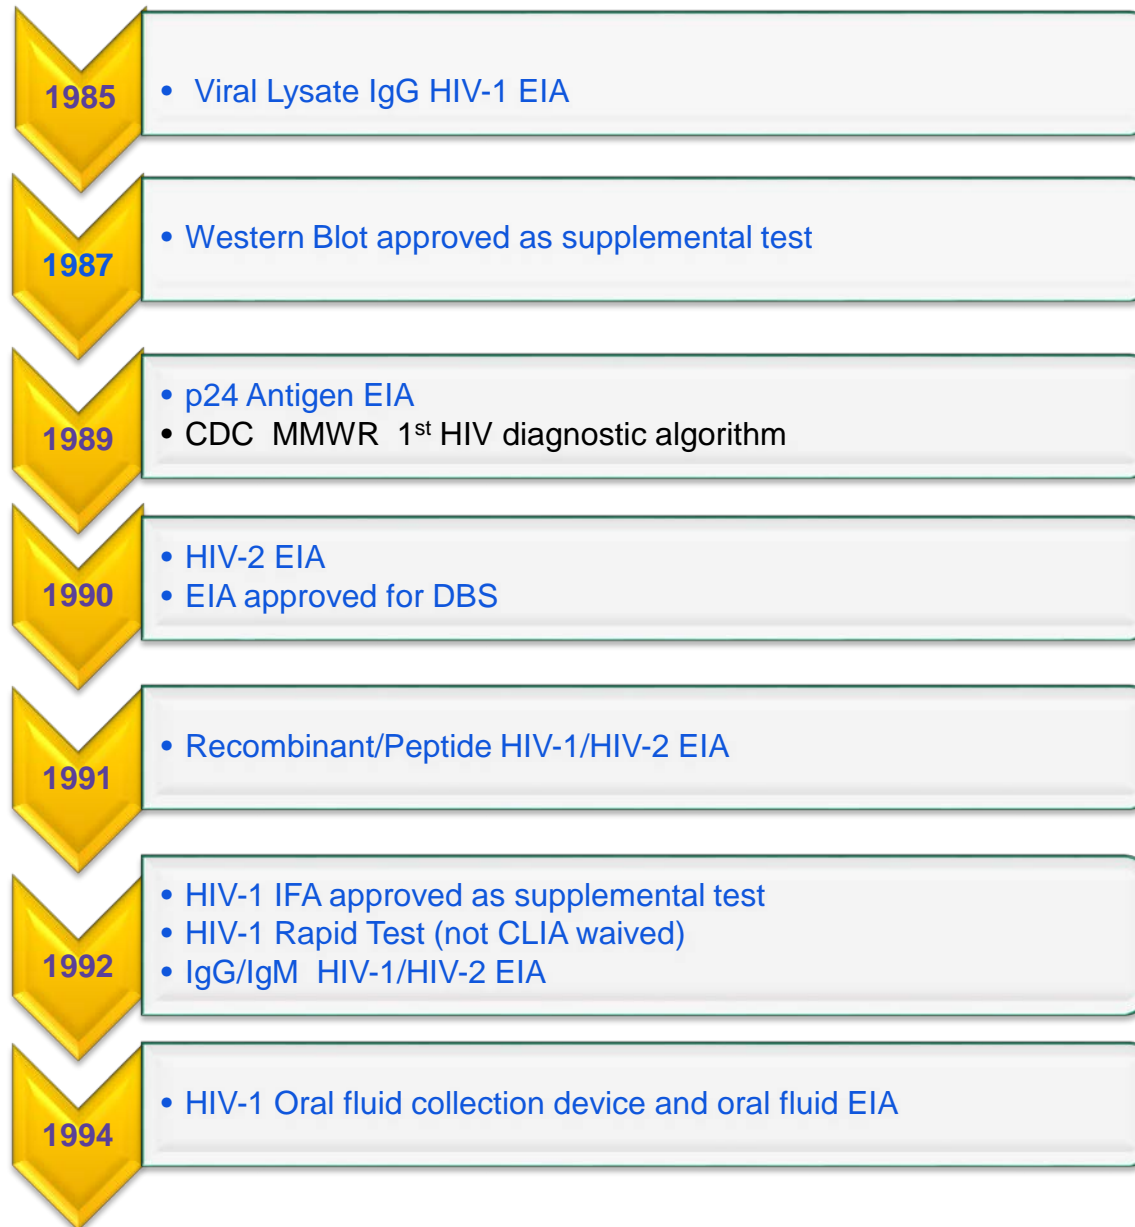 1985
• Viral Lysate IgG HIV-1 EIA
1987
• Western Blot approved as supplemental test
1989
• p24 Antigen EIA
• CDC MMWR 1st HIV diagnostic algorithm
1990
• HIV-2 EIA
• EIA approved for DBS
1991
• Recombinant/Peptide HIV-1/HIV-2 EIA
1992
• HIV-1 IFA approved as supplemental test
• HIV-1 Rapid Test (not CLIA waived)
• IgG/IgM HIV-1/HIV-2 EIA
1994
• HIV-1 Oral fluid collection device and oral fluid EIA